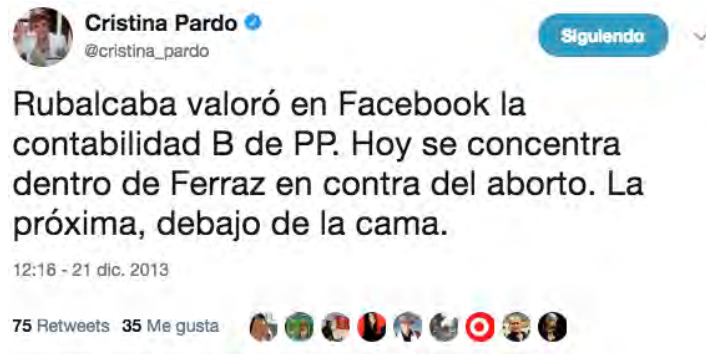 Cristina Pardo
@cristina_pardo
Siguiendo
Rubalcaba valoró en Facebook la
contabilidad B de PP. Hoy se concentra
dentro de Ferraz en contra del aborto. La
próxima, debajo de la cama.
12:16 - 21 dic. 2013
75 Retweets 35 Me gusta